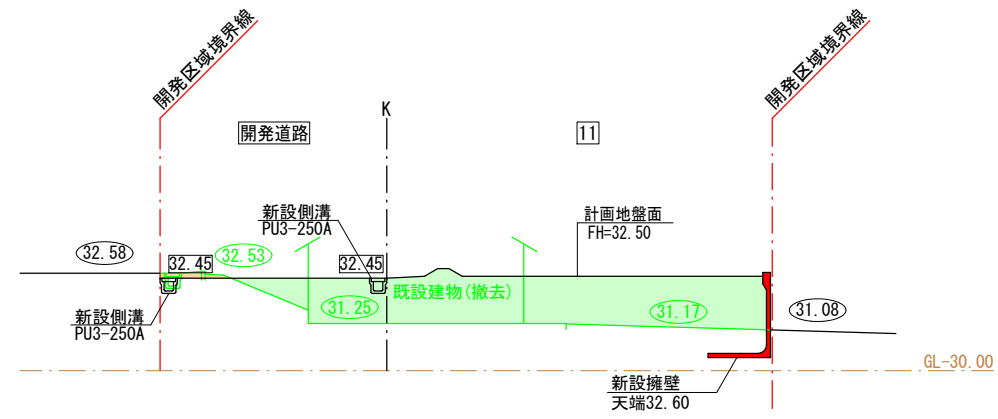 開発区域境界線
開発区域境界線
K
開発道路
11
新設側溝
PU3-250A
計画地盤面
FH=32.50
32.58
32.45
32.53
32.45
既設建物(撤去)
31.25
31.17
31.08
新設側溝
PU3-250A
GL-30.00
新設擁壁
天端32.60